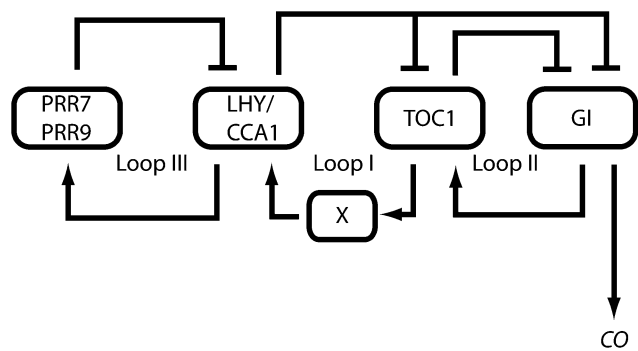 PRR7
PRR9
LHY/
CCA1
TOC1
GI
Loop III
Loop I
Loop II
X
CO